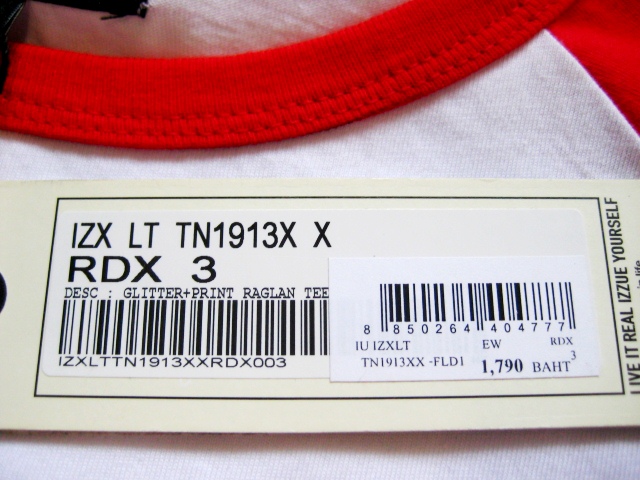 IZX LT TN1913X X
RDX 3
DESC : GLITTER+PRINT RAGLAN TEE
IZXLTTN1913XXRDX003
8 850264 404777
IU IZXLT EW RDX
TN1913XX -FLD1 1,790 BAHT 3
LIVE IT REAL IZZUE YOURSELF